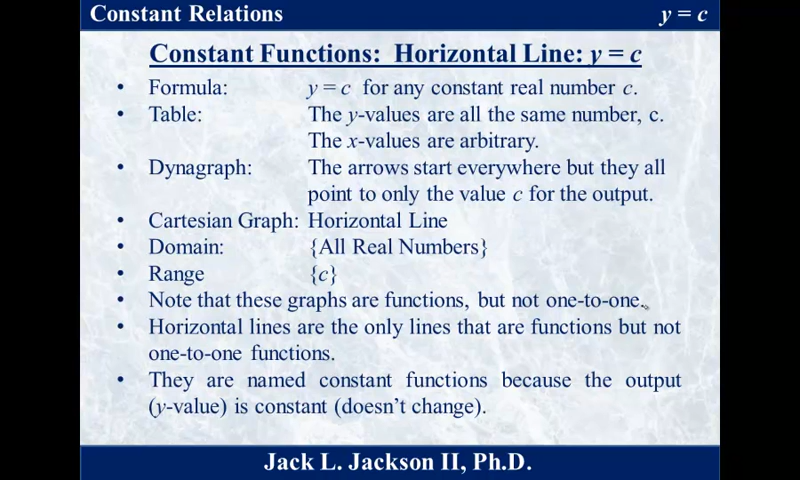 Constant Relations y = c
Constant Functions: Horizontal Line: y = c
• Formula: y = c for any constant real number c.
• Table: The y-values are all the same number, c.
The x-values are arbitrary.
• Dynagraph: The arrows start everywhere but they all
point to only the value c for the output.
• Cartesian Graph: Horizontal Line
• Domain: {All Real Numbers}
• Range {c}
• Note that these graphs are functions, but not one-to-one.
• Horizontal lines are the only lines that are functions but not
one-to-one functions.
• They are named constant functions because the output
(y-value) is constant (doesn't change).
Jack L. Jackson II, Ph.D.